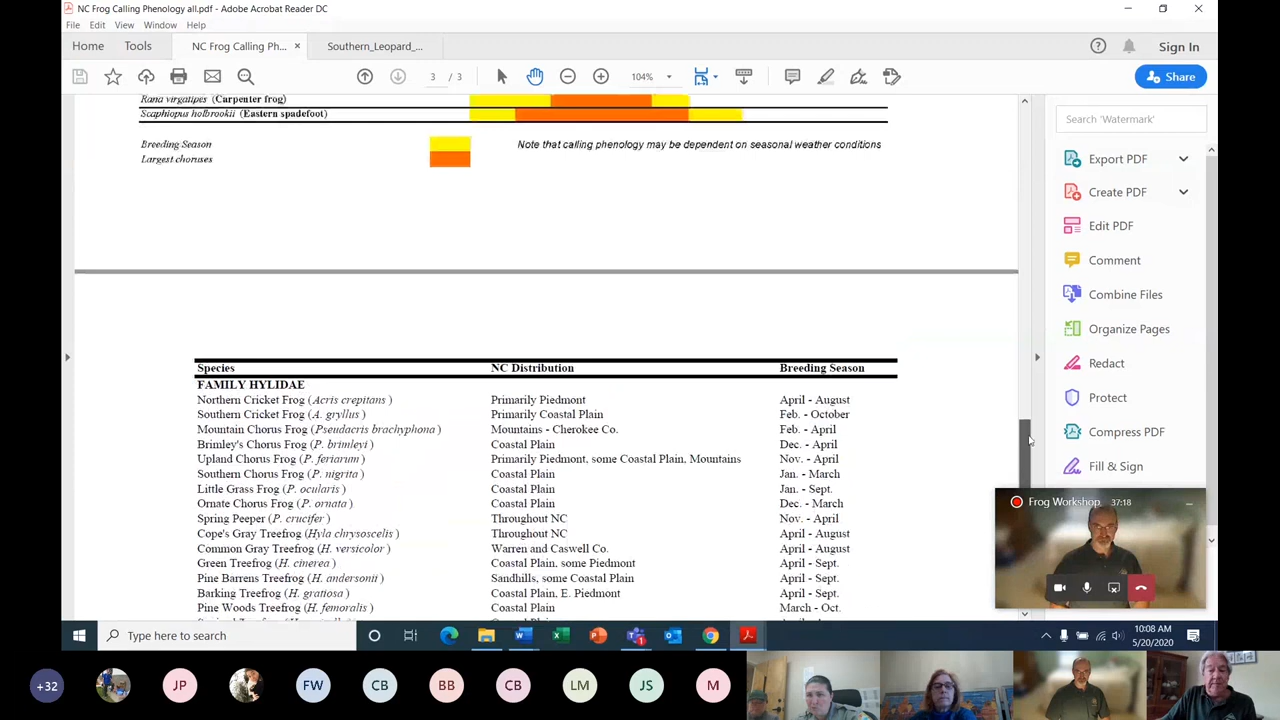 NC Frog Calling Phenology all.pdf - Adobe Acrobat Reader DC
File Edit View Window Help
Home Tools NC Frog Calling Ph... × Southern_Leopard_... Sign In
3 / 3 104% Share
Rana virgatipes (Carpenter frog)
Scaphiopus holbrookii (Eastern spadefoot)
Breeding Season Note that calling phenology may be dependent on seasonal weather conditions
Largest choruses
Species NC Distribution Breeding Season
FAMILY HYLIDAE
Northern Cricket Frog (Acris crepitans ) Primarily Piedmont April - August
Southern Cricket Frog (A. gryllus ) Primarily Coastal Plain Feb. - October
Mountain Chorus Frog (Pseudacris brachyphona ) Mountains - Cherokee Co. Feb. - April
Brimley's Chorus Frog (P. brimleyi ) Coastal Plain Dec. - April
Upland Chorus Frog (P. feriarum ) Primarily Piedmont, some Coastal Plain, Mountains Nov. - April
Southern Chorus Frog (P. nigrita ) Coastal Plain Jan. - March
Little Grass Frog (P. ocularis ) Coastal Plain Jan. - Sept.
Ornate Chorus Frog (P. ornata ) Coastal Plain Dec. - March
Spring Peeper (P. crucifer ) Throughout NC Nov. - April
Cope's Gray Treefrog (Hyla chrysoscelis ) Throughout NC April - August
Common Gray Treefrog (H. versicolor ) Warren and Caswell Co. April - August
Green Treefrog (H. cinerea ) Coastal Plain, some Piedmont April - Sept.
Pine Barrens Treefrog (H. andersonii ) Sandhills, some Coastal Plain April - Sept.
Barking Treefrog (H. gratiosa ) Coastal Plain, E. Piedmont April - Sept.
Pine Woods Treefrog (H. femoralis ) Coastal Plain March - Oct.
Search 'Watermark'
Export PDF
Create PDF
Edit PDF
Comment
Combine Files
Organize Pages
Redact
Protect
Compress PDF
Fill & Sign
Frog Workshop 37:18
Type here to search
10:08 AM
5/20/2020
+32 JP FW CB BB CB LM JS M